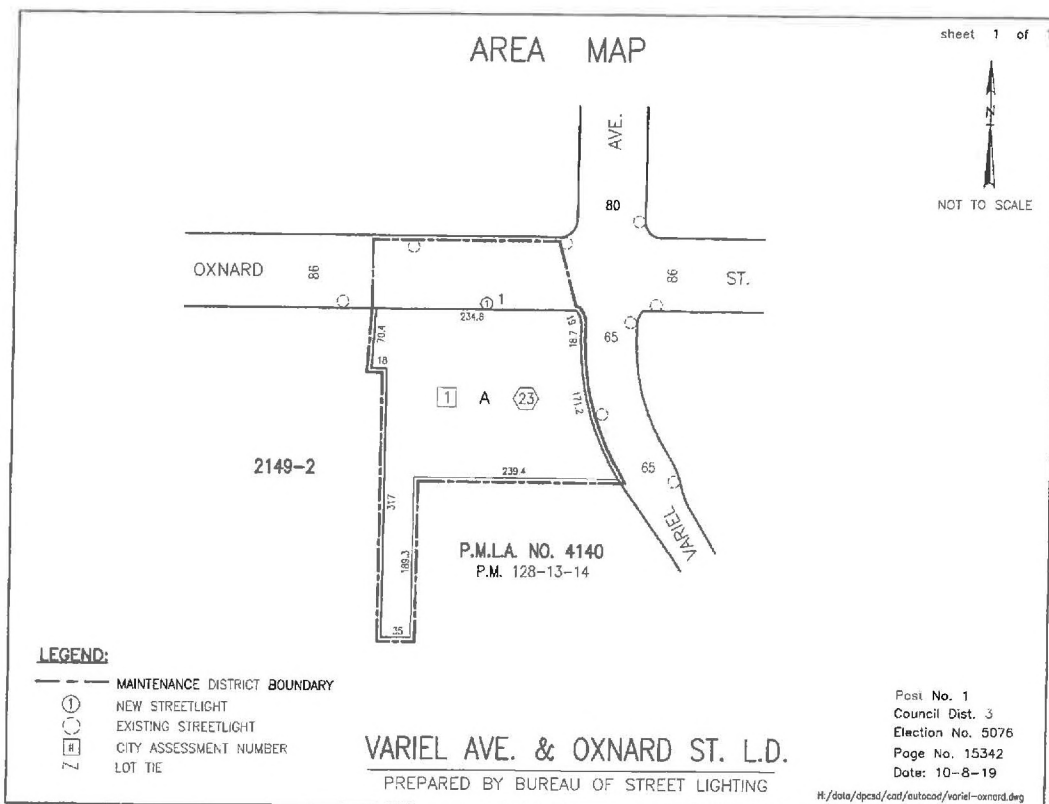 sheet 1 of 1
AREA MAP
N
NOT TO SCALE
AVE.
80
OXNARD
86
86
ST.
1
1
234.8
70.4
18
15
18.7
65
171.2
1
A
23
2149-2
239.4
65
317
189.3
35
VARIEL
P.M.L.A. NO. 4140
P.M. 128-13-14
LEGEND:
MAINTENANCE DISTRICT BOUNDARY
1 NEW STREETLIGHT
EXISTING STREETLIGHT
# CITY ASSESSMENT NUMBER
Z LOT TIE
VARIEL AVE. & OXNARD ST. L.D.
PREPARED BY BUREAU OF STREET LIGHTING
Post No. 1
Council Dist. 3
Election No. 5076
Page No. 15342
Date: 10-8-19
H:/data/dpcsd/cad/autocad/variel-oxnard.dwg